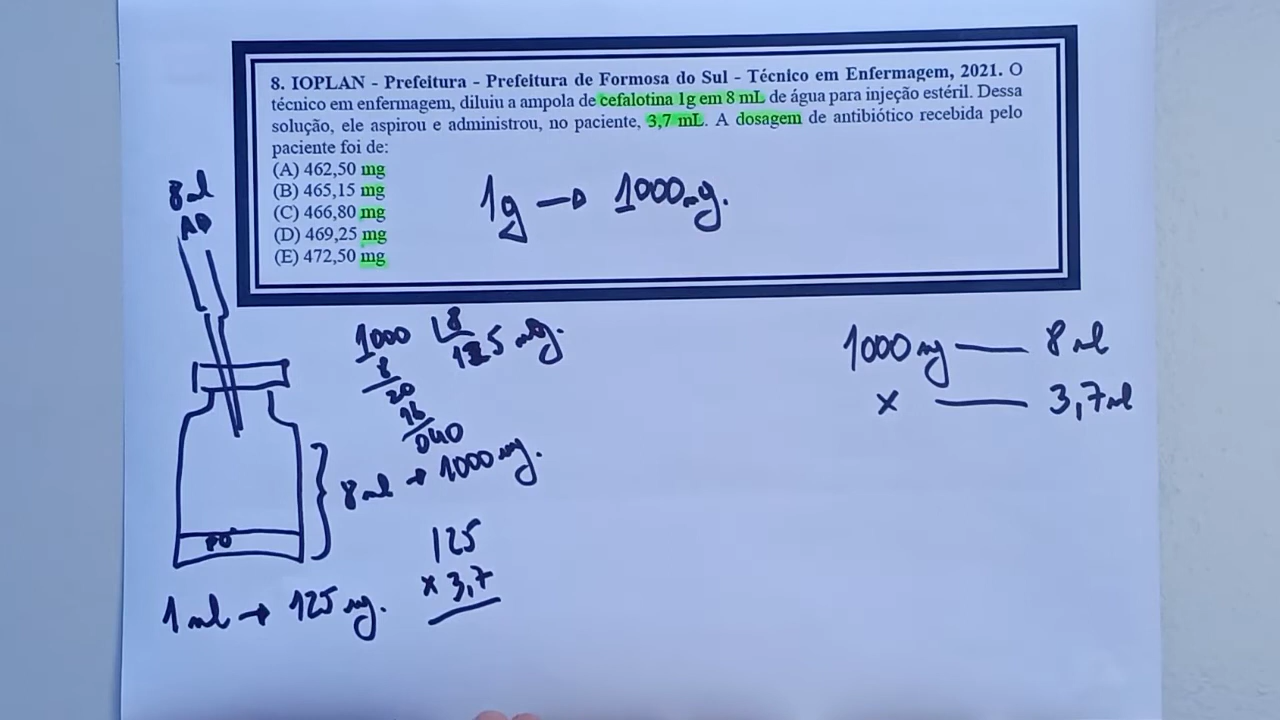 8. IOPLAN - Prefeitura - Prefeitura de Formosa do Sul - Técnico em Enfermagem, 2021. O
técnico em enfermagem, diluiu a ampola de cefalotina 1g em 8 mL de água para injeção estéril. Dessa
solução, ele aspirou e administrou, no paciente, 3,7 mL. A dosagem de antibiótico recebida pelo
paciente foi de:
(A) 462,50 mg
(B) 465,15 mg
(C) 466,80 mg
(D) 469,25 mg
(E) 472,50 mg
1g → 1000mg.
8ml
AD
1000 8
8 125 mg.
20
16
040
8ml → 1000mg.
PÓ
1ml → 125mg.
125
x 3,7
1000mg — 8ml
x — 3,7ml